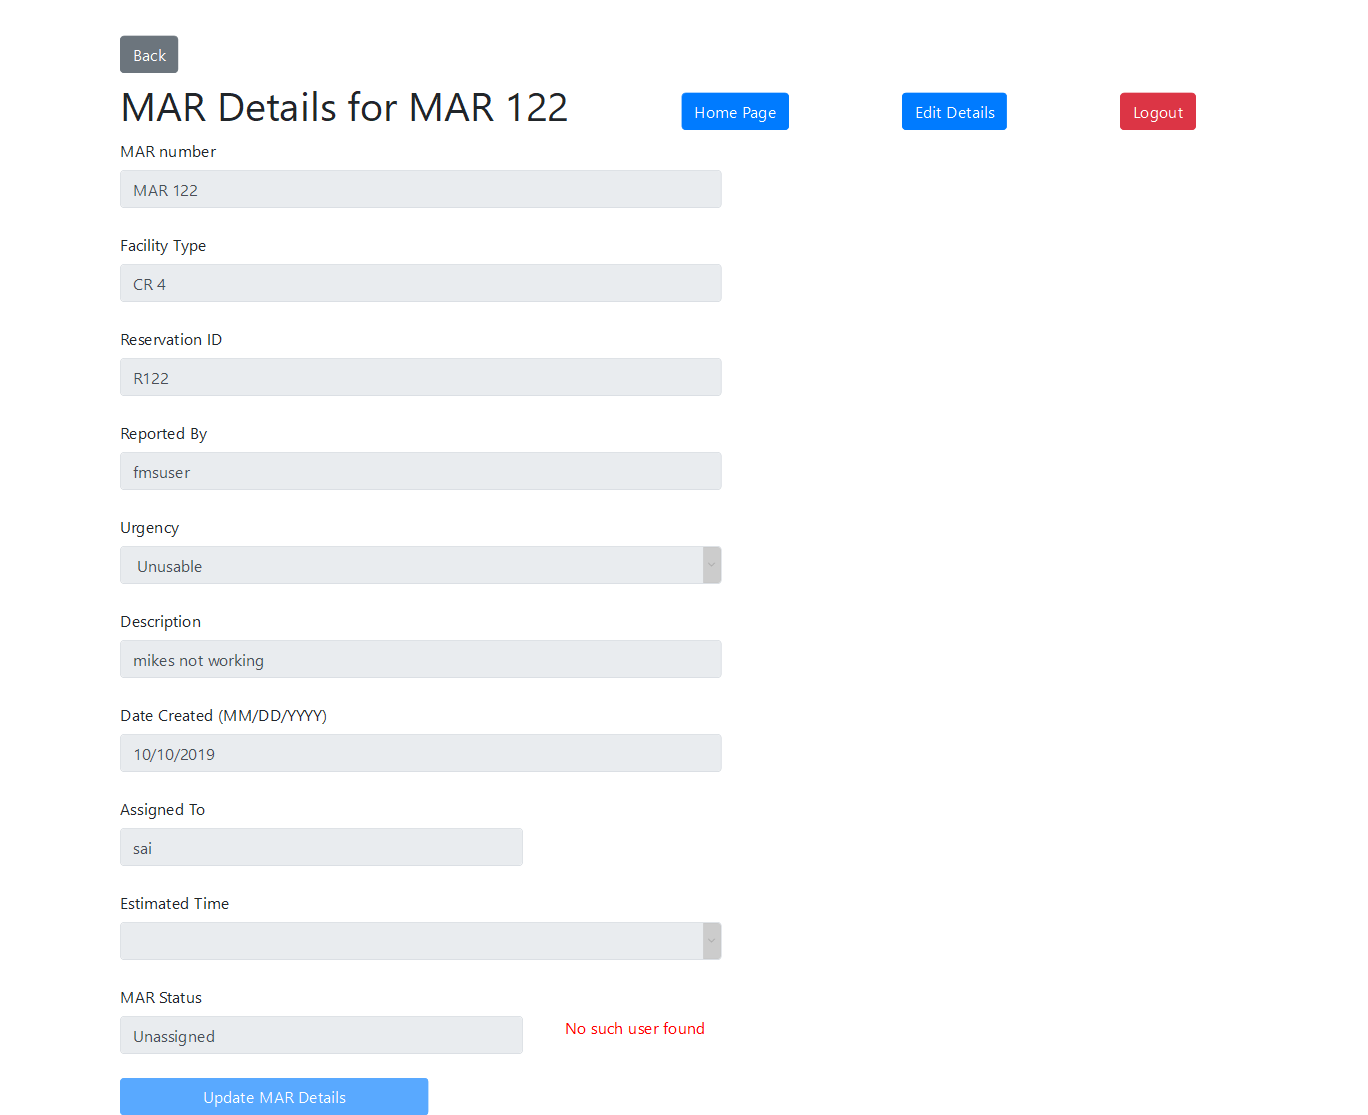 Back
MAR Details for MAR 122
Home Page
Edit Details
Logout
MAR number
MAR 122
Facility Type
CR 4
Reservation ID
R122
Reported By
fmsuser
Urgency
Unusable
Description
mikes not working
Date Created (MM/DD/YYYY)
10/10/2019
Assigned To
sai
Estimated Time
MAR Status
Unassigned
No such user found
Update MAR Details